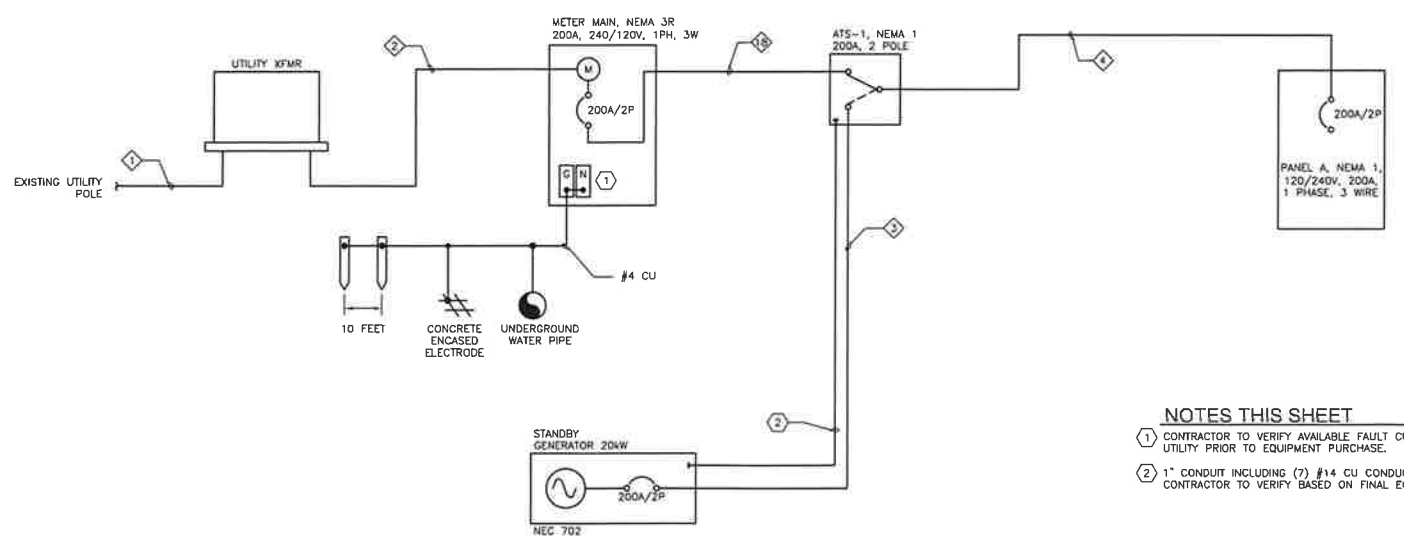 METER MAIN, NEMA 3R
200A, 240/120V, 1PH, 3W
ATS-1, NEMA 1
200A, 2 POLE
2
16
4
UTILITY XFMR
M
200A/2P
200A/2P
1
EXISTING UTILITY
POLE
G N
1
PANEL A, NEMA 1,
120/240V, 200A,
1 PHASE, 3 WIRE
3
#4 CU
10 FEET
CONCRETE
ENCASED
ELECTRODE
UNDERGROUND
WATER PIPE
2
STANDBY
GENERATOR 20kW
200A/2P
NEC 702
NOTES THIS SHEET
1 CONTRACTOR TO VERIFY AVAILABLE FAULT
UTILITY PRIOR TO EQUIPMENT PURCHASE.
2 1" CONDUIT INCLUDING (7) #14 CU
CONTRACTOR TO VERIFY BASED ON FINAL